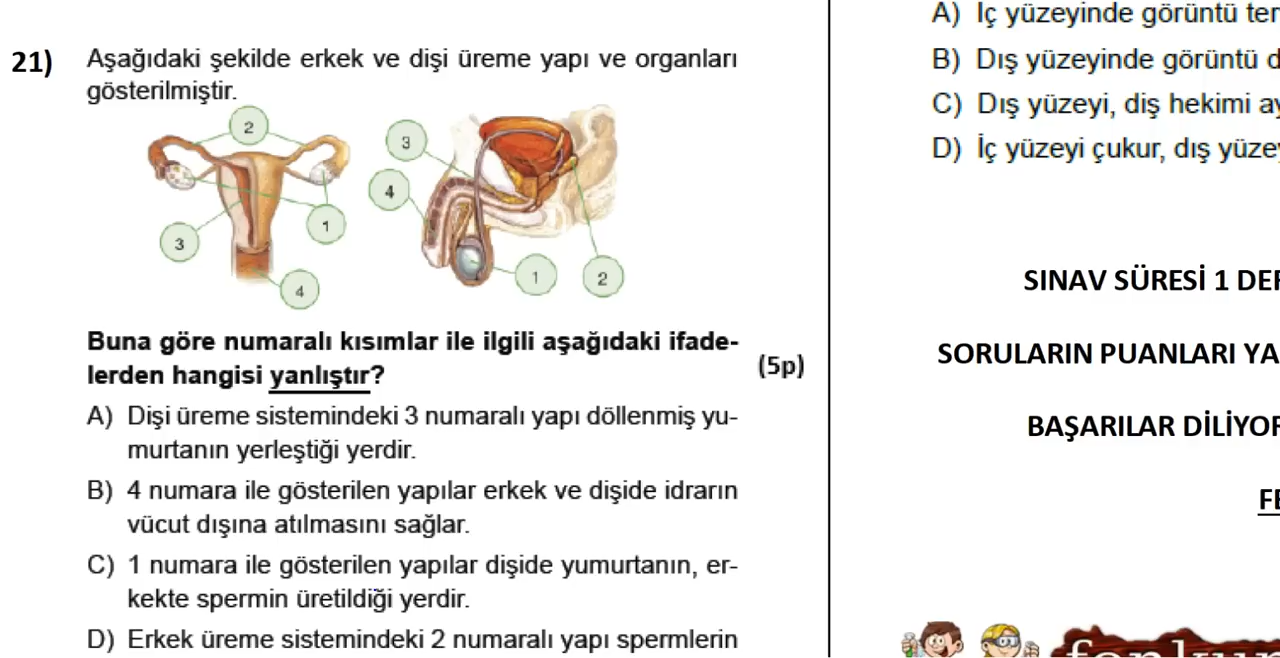 21) Aşağıdaki şekilde erkek ve dişi üreme yapı ve organları
gösterilmiştir.
2
3
1
4
3
4
1
2
Buna göre numaralı kısımlar ile ilgili aşağıdaki ifade-
lerden hangisi yanlıştır?
(5p)
A) Dişi üreme sistemindeki 3 numaralı yapı döllenmiş yu-
murtanın yerleştiği yerdir.
B) 4 numara ile gösterilen yapılar erkek ve dişide idrarın
vücut dışına atılmasını sağlar.
C) 1 numara ile gösterilen yapılar dişide yumurtanın, er-
kekte spermin üretildiği yerdir.
D) Erkek üreme sistemindeki 2 numaralı yapı spermlerin
A) İç yüzeyinde görüntü
B) Dış yüzeyinde görüntü
C) Dış yüzeyi, diş hekimi
D) İç yüzeyi çukur, dış
SINAV SÜRESİ 1
SORULARIN PUANLARI
BAŞARILAR